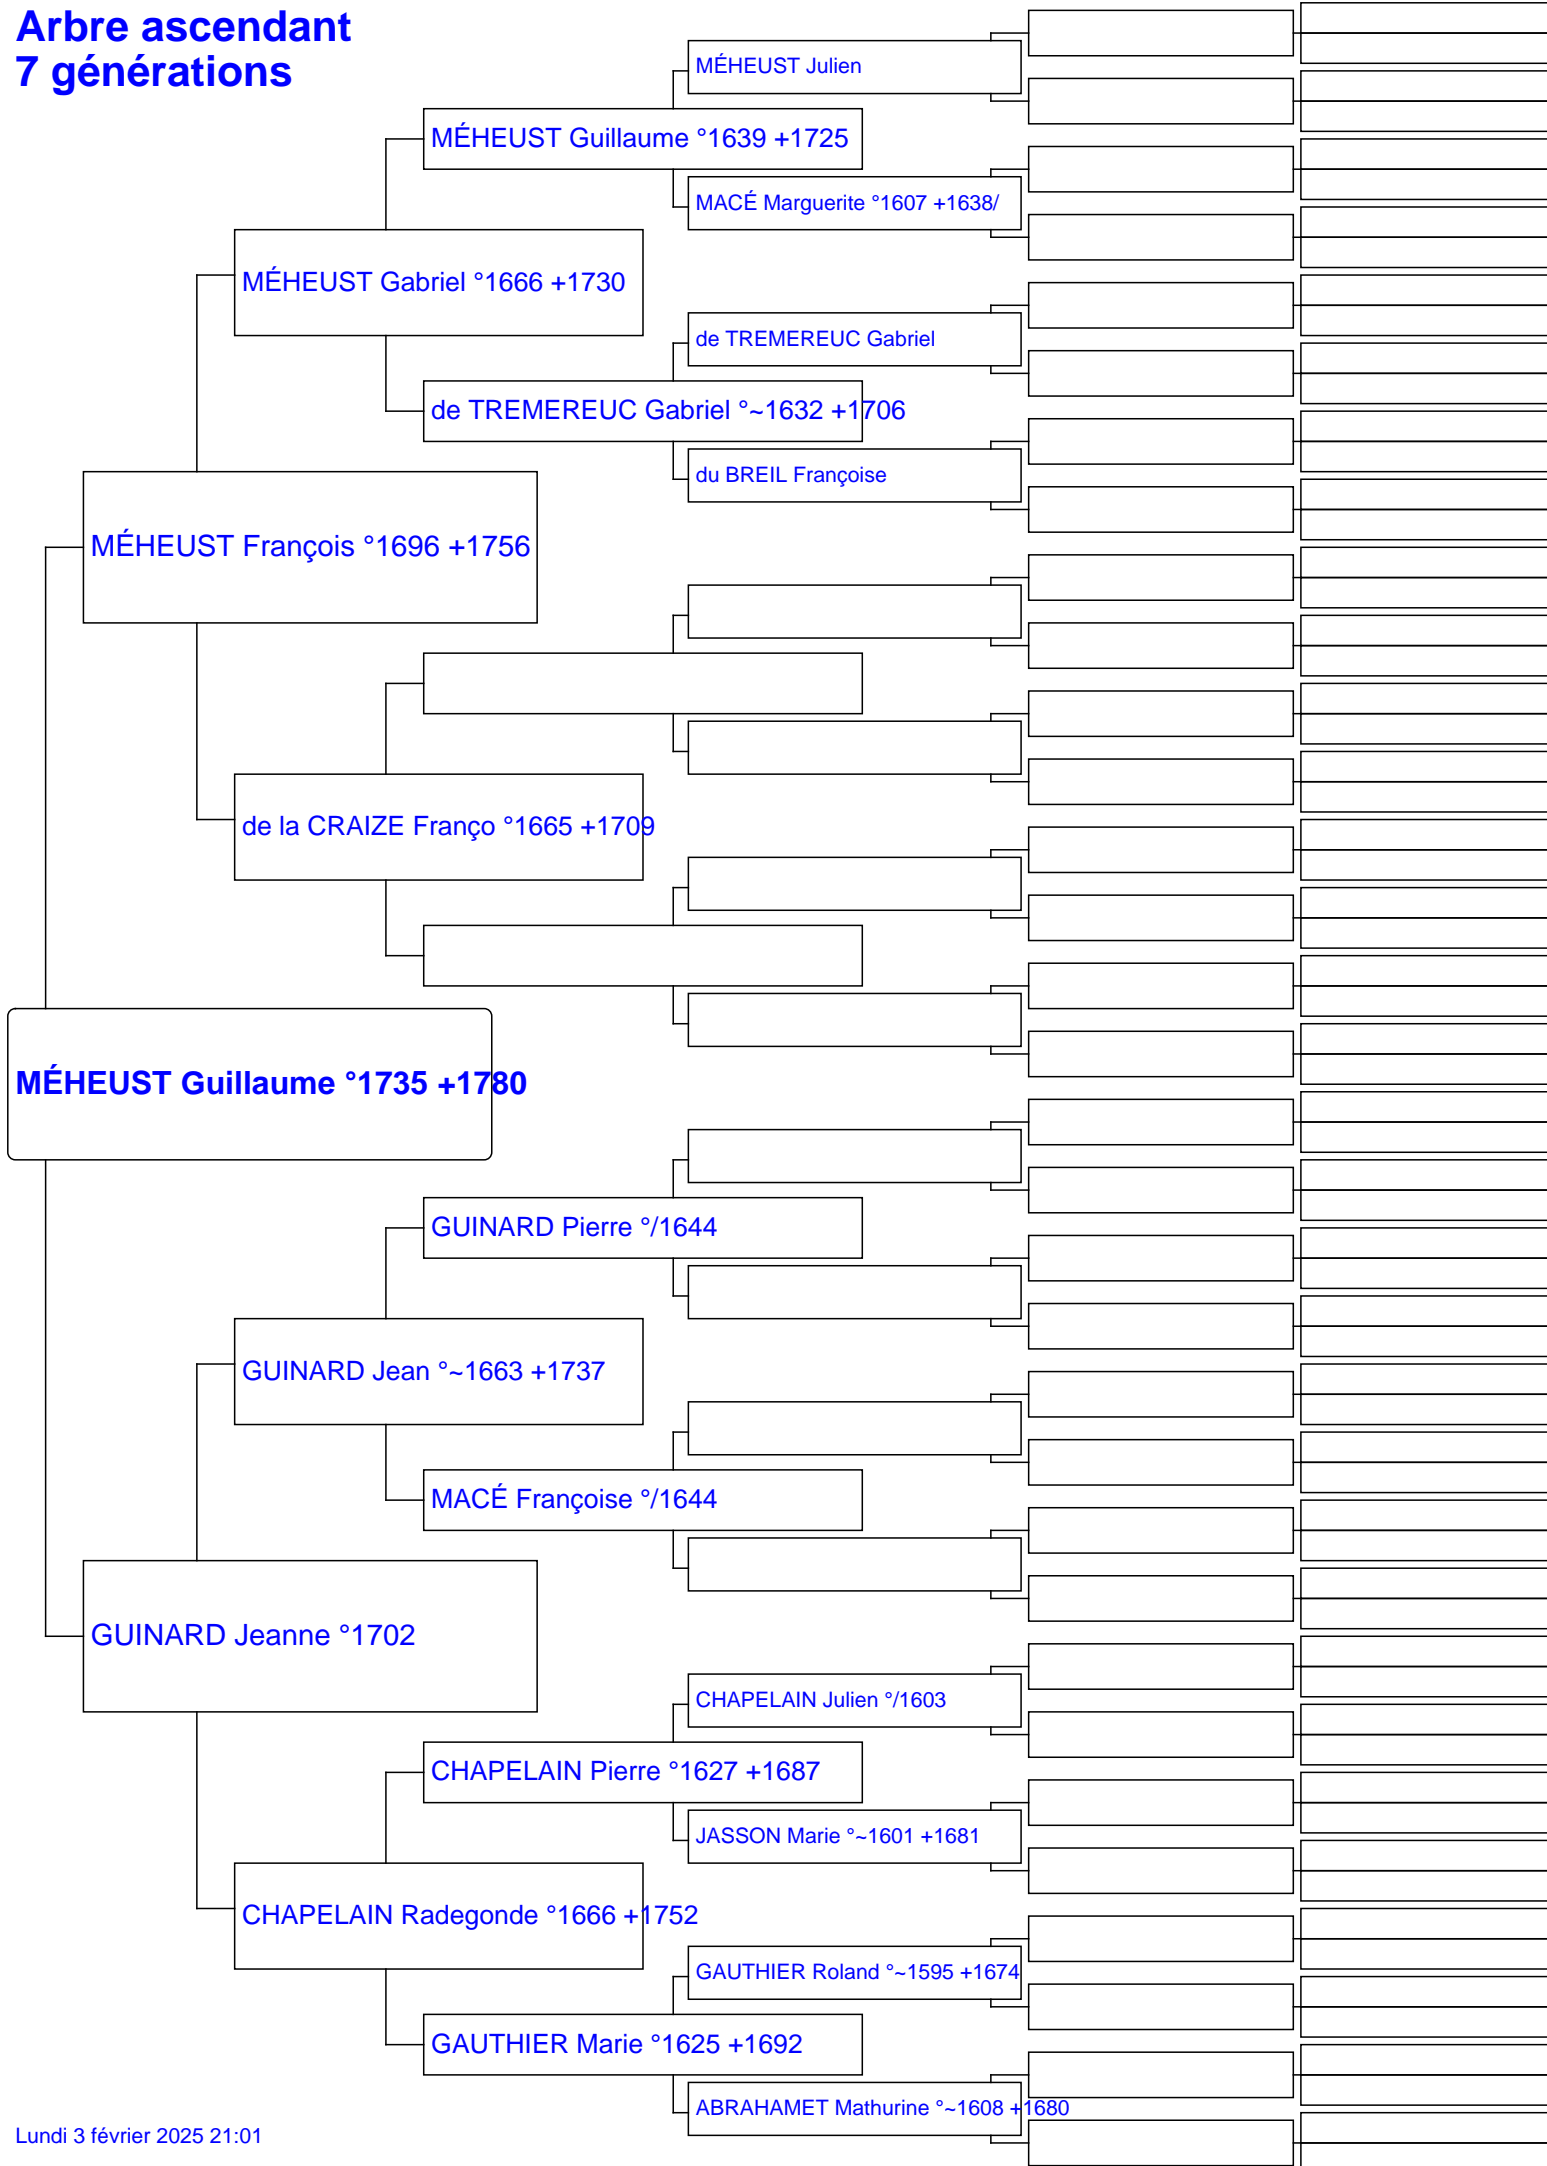 Arbre ascendant
7 générations
MÉHEUST Julien
MÉHEUST Guillaume °1639 +1725
MACÉ Marguerite °1607 +1638/
MÉHEUST Gabriel °1666 +1730
de TREMEREUC Gabriel
de TREMEREUC Gabriel °~1632 +1706
du BREIL Françoise
MÉHEUST François °1696 +1756
de la CRAIZE Franço °1665 +1709
MÉHEUST Guillaume °1735 +1780
GUINARD Pierre °/1644
GUINARD Jean °~1663 +1737
MACÉ Françoise °/1644
GUINARD Jeanne °1702
CHAPELAIN Julien °/1603
CHAPELAIN Pierre °1627 +1687
JASSON Marie °~1601 +1681
CHAPELAIN Radegonde °1666 +1752
GAUTHIER Roland °~1595 +1674
GAUTHIER Marie °1625 +1692
ABRAHAMET Mathurine °~1608 +1680
Lundi 3 février 2025 21:01